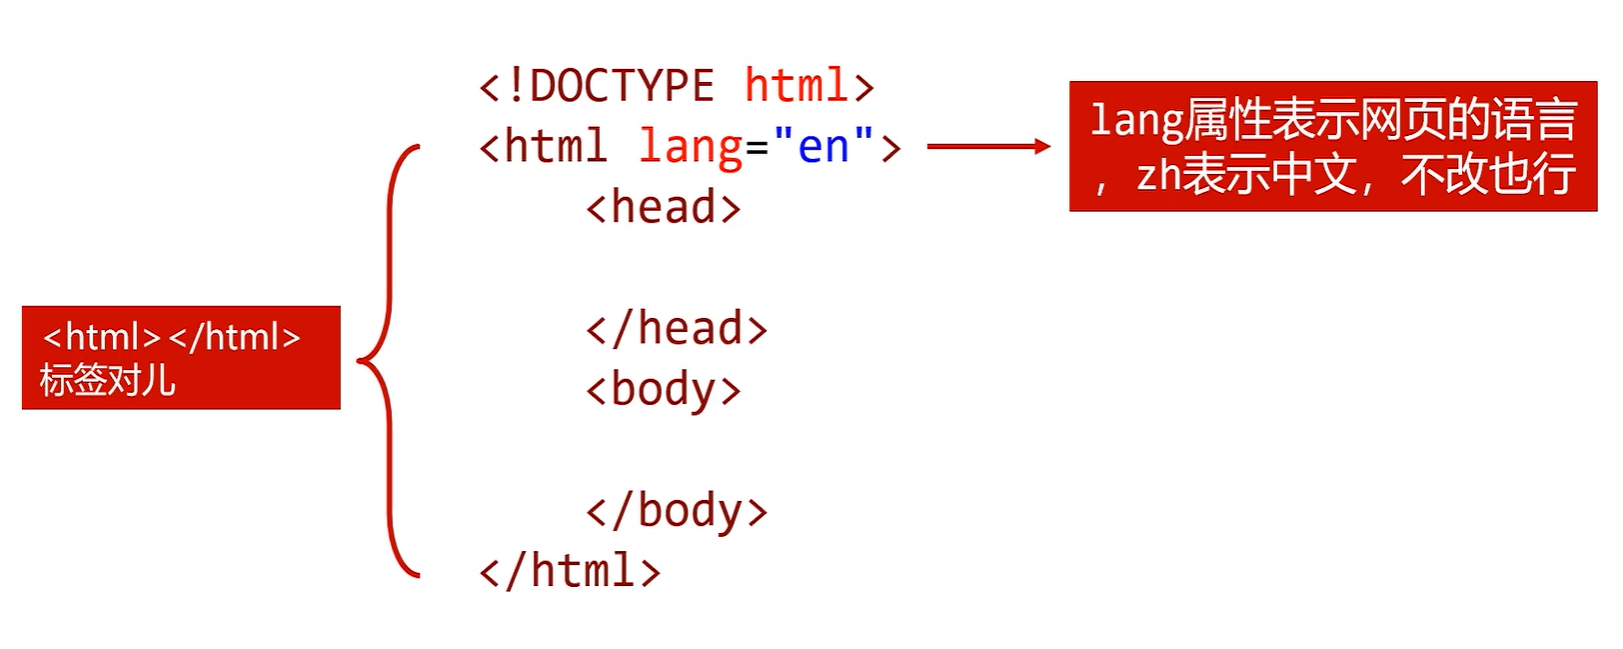 <!DOCTYPE html>
<html lang="en">
lang属性表示网页的语言
，zh表示中文，不改也行
<head>
<html></html>
标签对儿
</head>
<body>
</body>
</html>